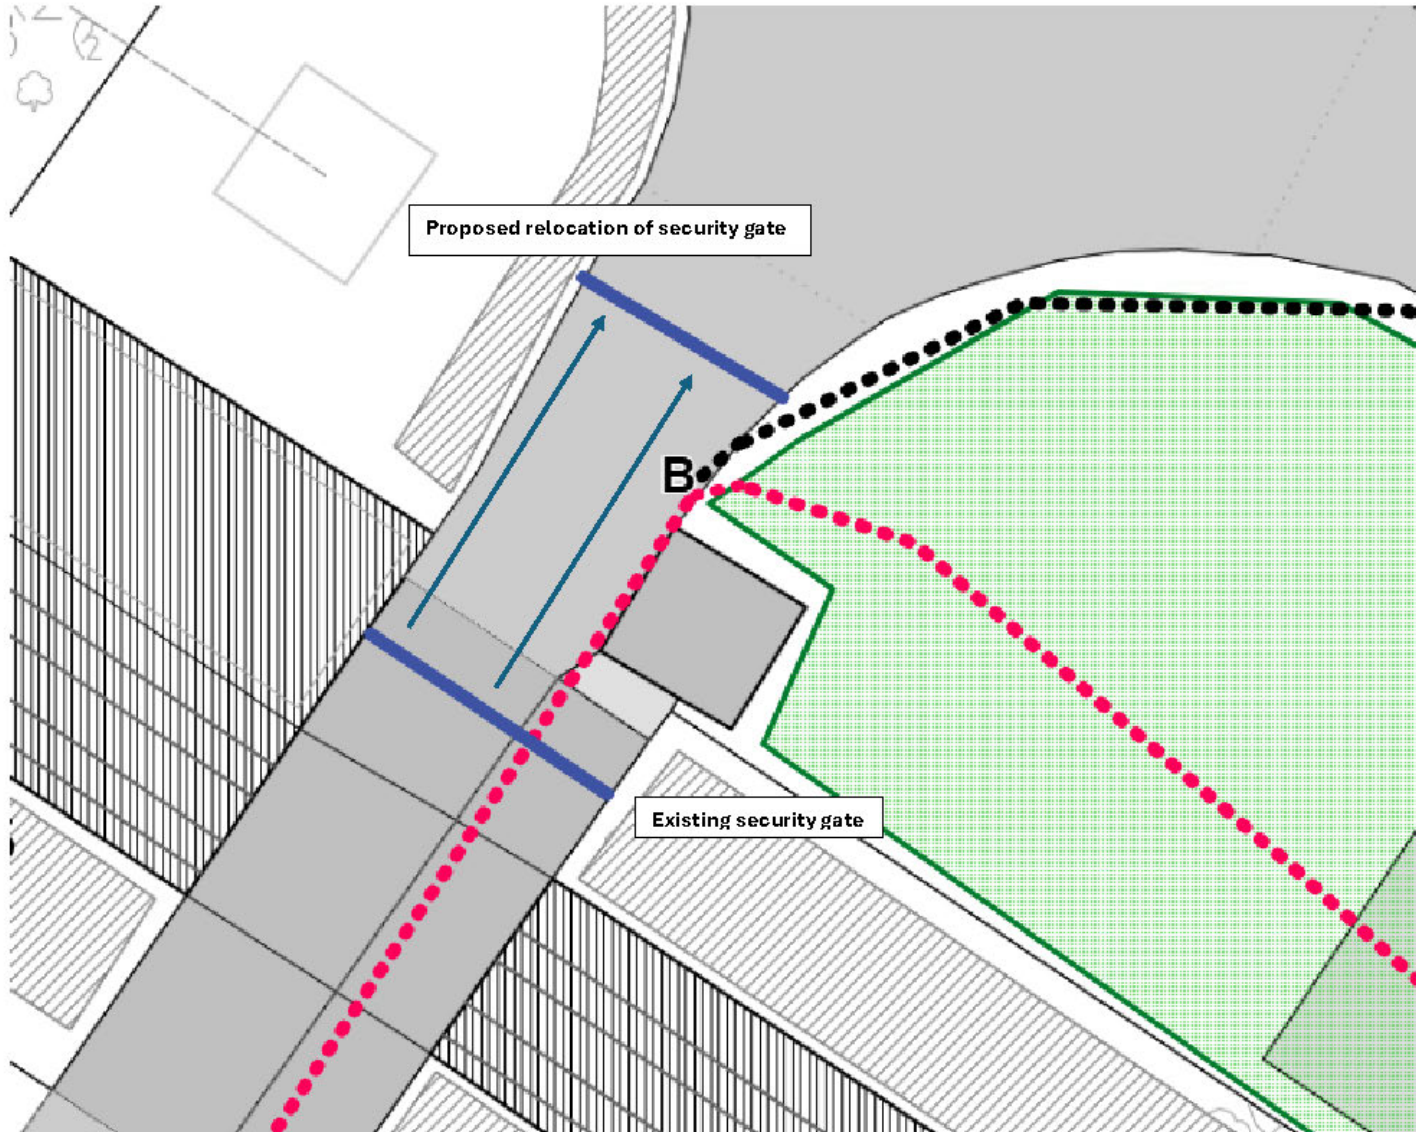 Proposed relocation of security gate
B
Existing security gate